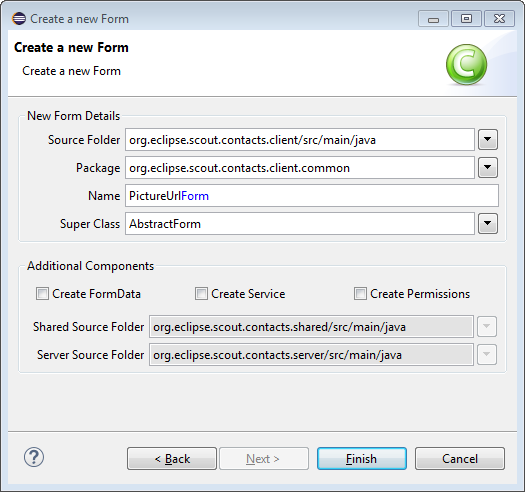 Create a new Form
Create a new Form
Create a new Form
New Form Details
Source Folder org.eclipse.scout.contacts.client/src/main/java
Package org.eclipse.scout.contacts.client.common
Name PictureUrlForm
Super Class AbstractForm
Additional Components
Create FormData Create Service Create Permissions
Shared Source Folder org.eclipse.scout.contacts.shared/src/main/java
Server Source Folder org.eclipse.scout.contacts.server/src/main/java
? < Back Next > Finish Cancel